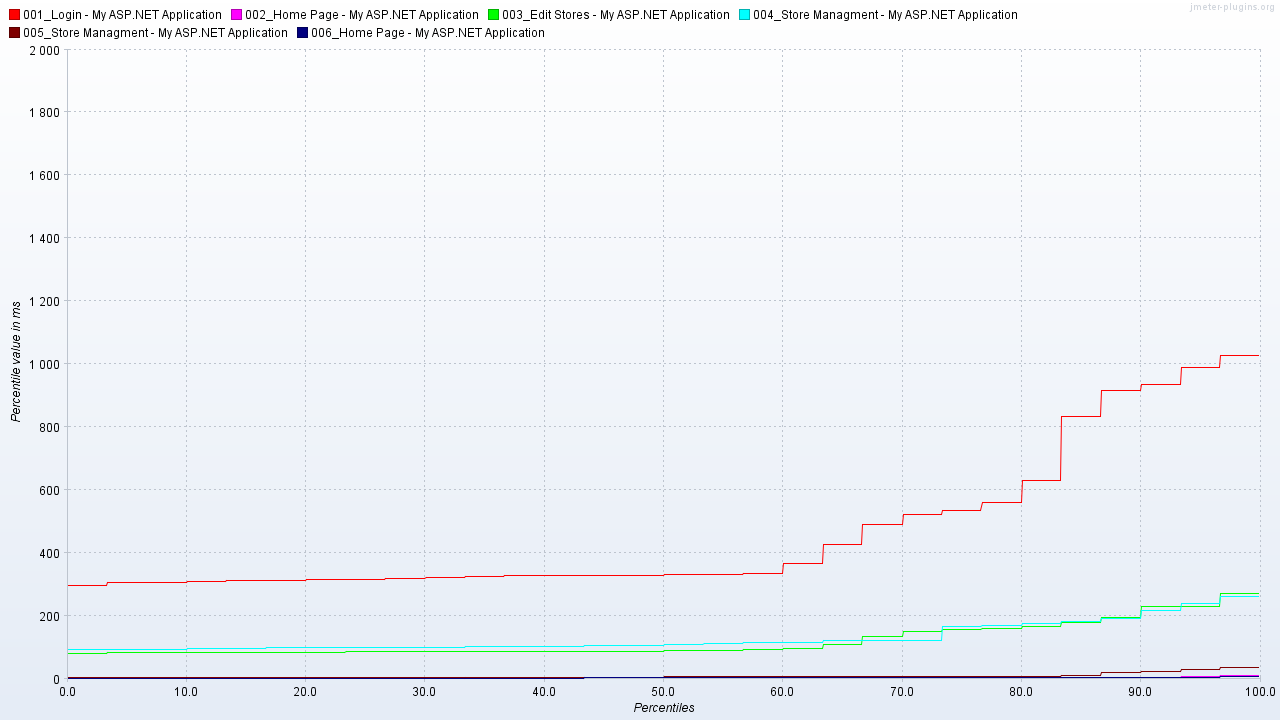 001_Login - My ASP.NET Application 002_Home Page - My ASP.NET Application 003_Edit Stores - My ASP.NET Application 004_Store Managment - My ASP.NET Application
jmeter-plugins.org
005_Store Managment - My ASP.NET Application 006_Home Page - My ASP.NET Application
2 000
1 800
1 600
1 400
1 200
1 000
800
600
400
200
0
Percentile value in ms
0.0 10.0 20.0 30.0 40.0 50.0 60.0 70.0 80.0 90.0 100.0
Percentiles